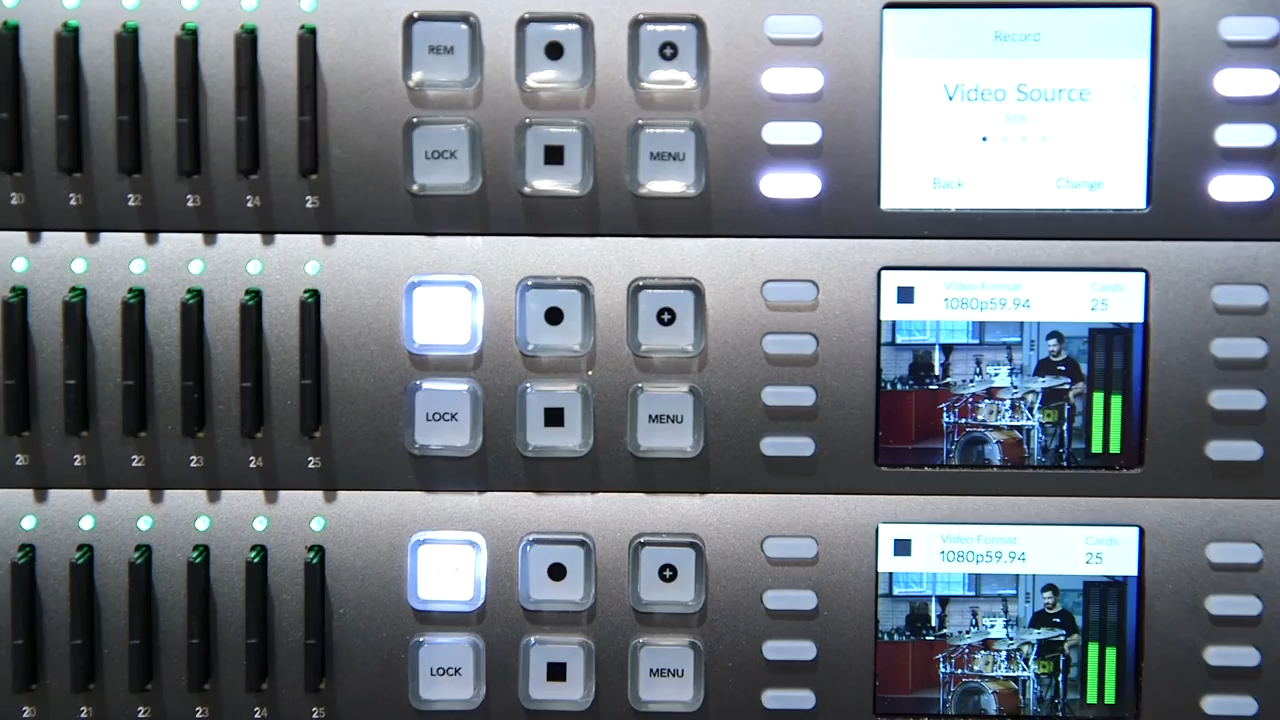 REM
Record
Video Source
Back
Change
LOCK
MENU
20 21 22 23 24 25
Video Format
Cards
1080p59.94
25
LOCK
MENU
20 21 22 23 24 25
Video Format
Cards
1080p59.94
25
LOCK
MENU
20 21 22 23 24 25